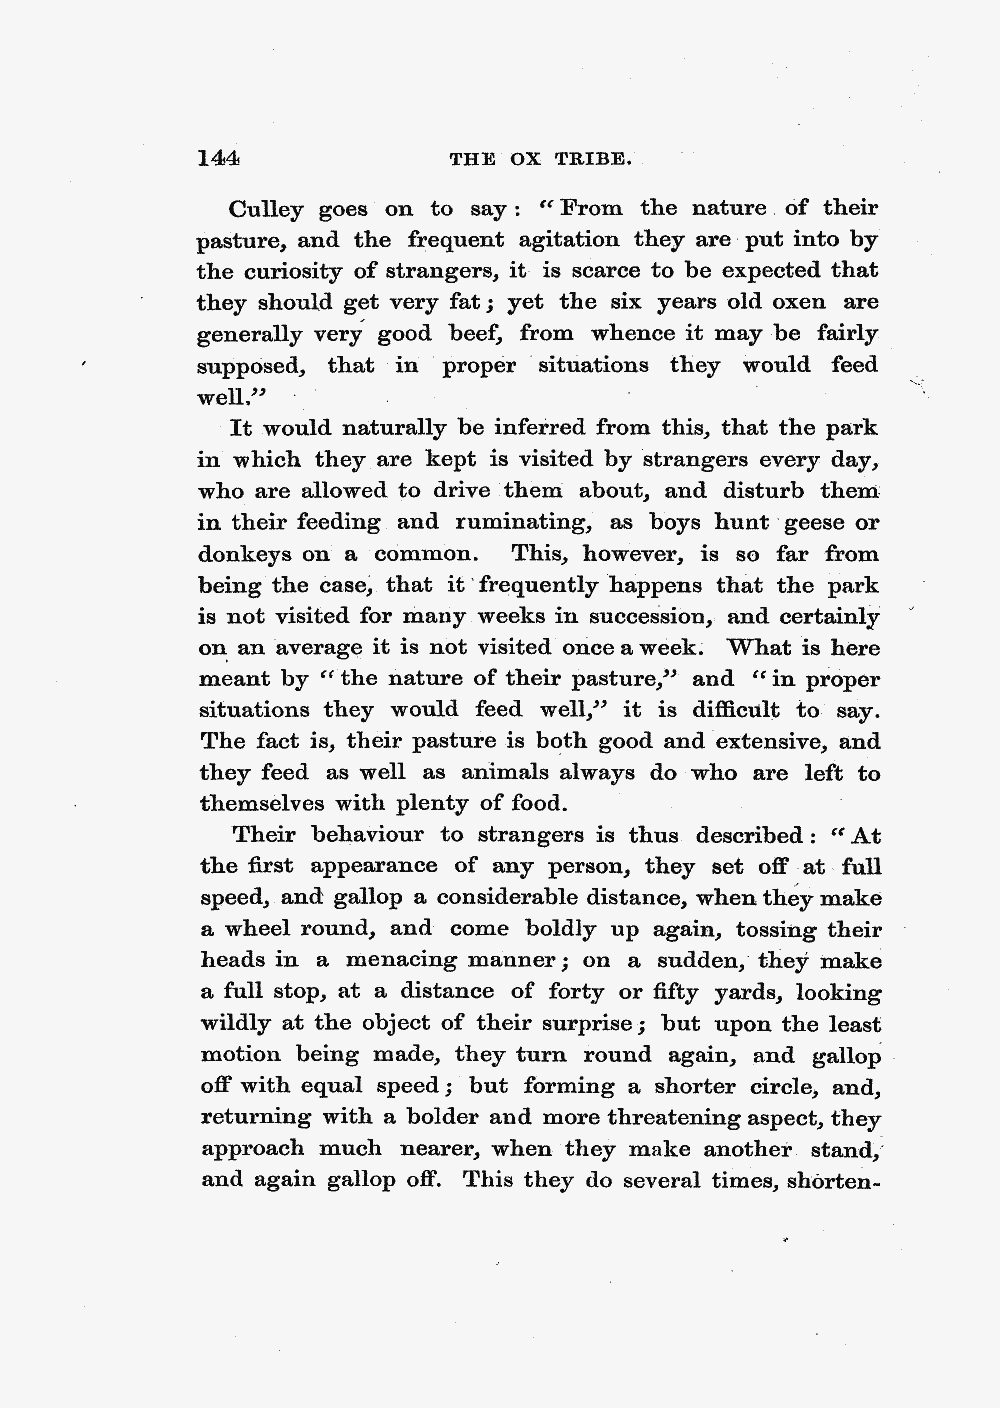 144 THE OX TRIBE.
Culley goes on to say: “From the nature of their
pasture, and the frequent agitation they are put into by
the curiosity of strangers, it is scarce to be expected that
they should get very fat; yet the six years old oxen are
generally very good beef, from whence it may be fairly
supposed, that in proper situations they would feed
well.”
It would naturally be inferred from this, that the park
in which they are kept is visited by strangers every day,
who are allowed to drive them about, and disturb them
in their feeding and ruminating, as boys hunt geese or
donkeys on a common. This, however, is so far from
being the case, that it frequently happens that the park
is not visited for many weeks in succession, and certainly
on an average it is not visited once a week. What is here
meant by “the nature of their pasture,” and “in proper
situations they would feed well,” it is difficult to say.
The fact is, their pasture is both good and extensive, and
they feed as well as animals always do who are left to
themselves with plenty of food.
Their behaviour to strangers is thus described: “At
the first appearance of any person, they set off at full
speed, and gallop a considerable distance, when they make
a wheel round, and come boldly up again, tossing their
heads in a menacing manner; on a sudden, they make
a full stop, at a distance of forty or fifty yards, looking
wildly at the object of their surprise; but upon the least
motion being made, they turn round again, and gallop
off with equal speed; but forming a shorter circle, and,
returning with a bolder and more threatening aspect, they
approach much nearer, when they make another stand,
and again gallop off. This they do several times, shorten-